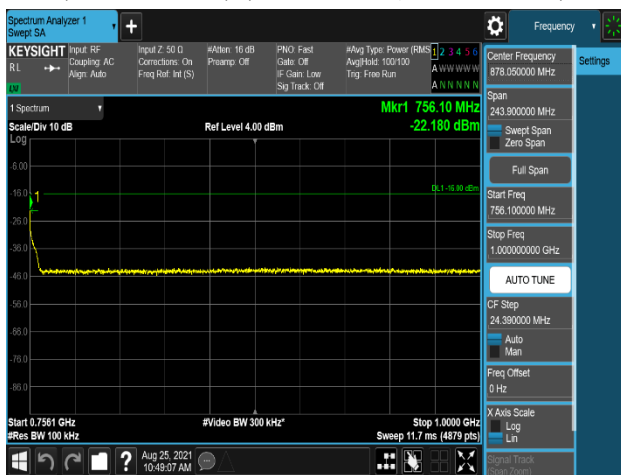 Spectrum Analyzer 1
Swept SA
+
Frequency
KEYSIGHT
Input: RF
Input Z: 50 Ω
#Atten: 16 dB
PNO: Fast
#Avg Type: Power (RMS
1 2 3 4 5 6
RL
Coupling: AC
Corrections: On
Preamp: Off
Gate: Off
Avg|Hold: 100/100
A W W W W W
Align: Auto
Freq Ref: Int (S)
IF Gain: Low
Trig: Free Run
Sig Track: Off
A N N N N N
1 Spectrum
Mkr1 756.10 MHz
Scale/Div 10 dB
Ref Level 4.00 dBm
-22.180 dBm
Log
-6.00
-16.0
1
DL1 -16.00 dBm
-26.0
-36.0
-46.0
-56.0
-66.0
-76.0
-86.0
Start 0.7561 GHz
#Video BW 300 kHz*
Stop 1.0000 GHz
#Res BW 100 kHz
Sweep 11.7 ms (4879 pts)
?
Aug 25, 2021
10:49:07 AM
Settings
Center Frequency
878.050000 MHz
Span
243.900000 MHz
Swept Span
Zero Span
Full Span
Start Freq
756.100000 MHz
Stop Freq
1.000000000 GHz
AUTO TUNE
CF Step
24.390000 MHz
Auto
Man
Freq Offset
0 Hz
X Axis Scale
Log
Lin
Signal Track
(Span Zoom)